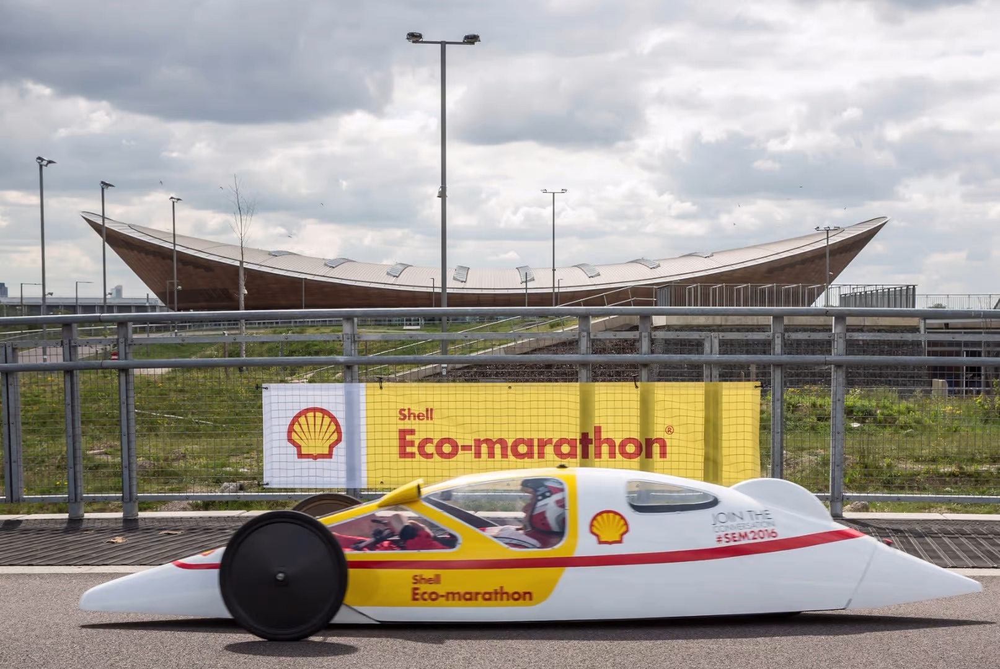 Shell
Eco-marathon®
JOIN THE
CONVERSATION
#SEM2016
Shell
Eco-marathon